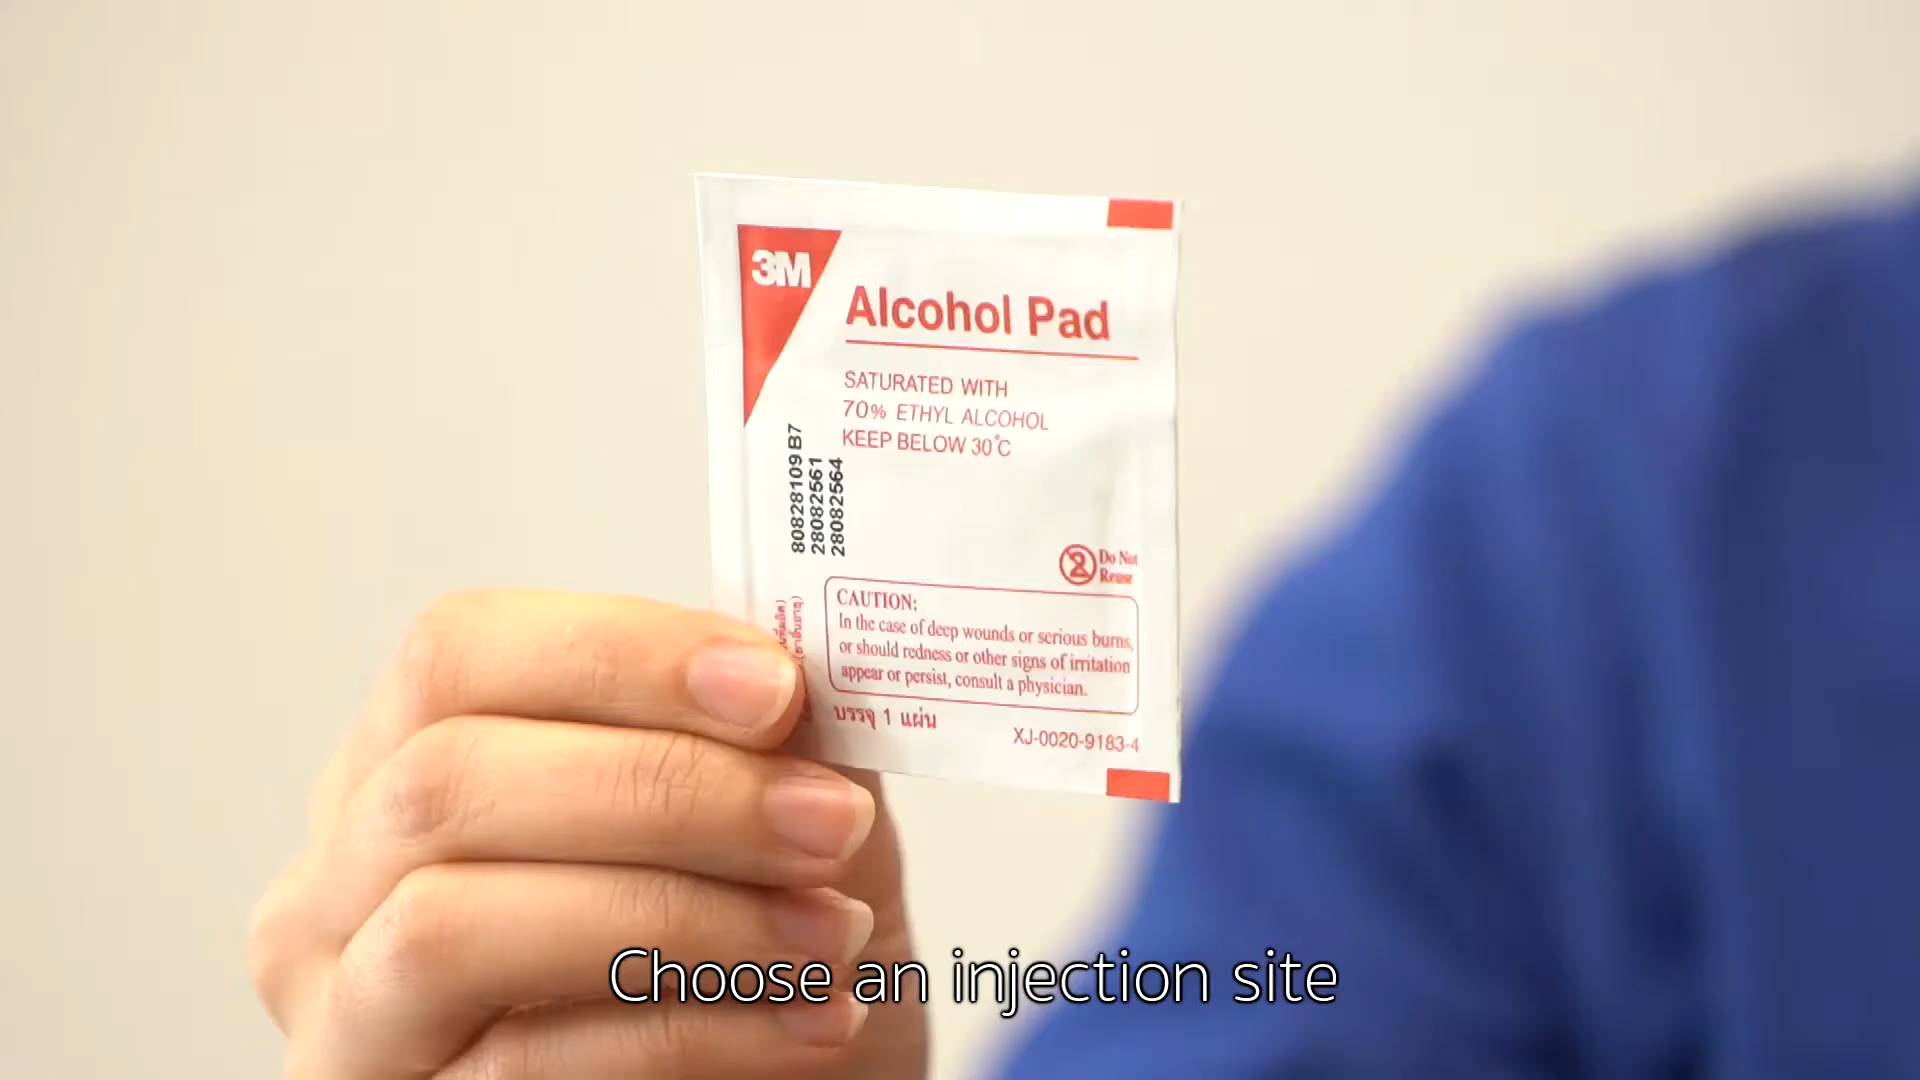 3M
Alcohol Pad
SATURATED WITH
70% ETHYL ALCOHOL
KEEP BELOW 30°C
80828109 B7
28082561
28082564
Do Not
Reuse
CAUTION:
In the case of deep wounds or serious burns,
or should redness or other signs of irritation
appear or persist, consult a physician.
บรรจุ 1 แผ่น
XJ-0020-9183-4
Choose an injection site